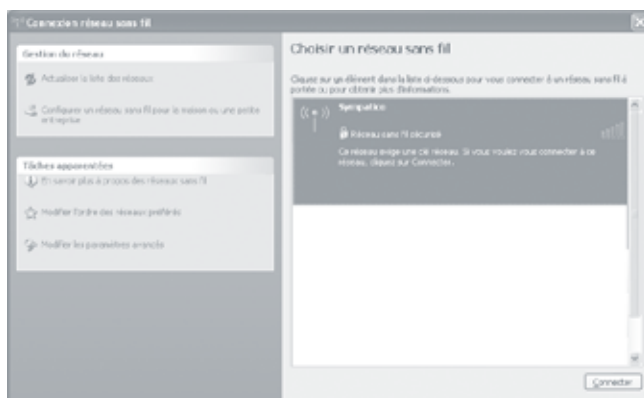 Connexion réseau sans fil
Gestion du réseau
Actualiser la liste des réseaux
Configurer un réseau sans fil pour la maison ou une petite
entreprise
Tâches apparentées
En savoir plus à propos des réseaux sans fil
Modifier l'ordre des réseaux préférés
Modifier les paramètres avancés
Choisir un réseau sans fil
Cliquez sur un élément dans la liste ci-dessous pour vous connecter à un réseau sans fil à
portée ou pour obtenir plus d'informations.
Sympatico
Réseau sans fil sécurisé
Ce réseau exige une clé réseau. Si vous voulez vous connecter à ce
réseau, cliquez sur Connecter.
Connecter